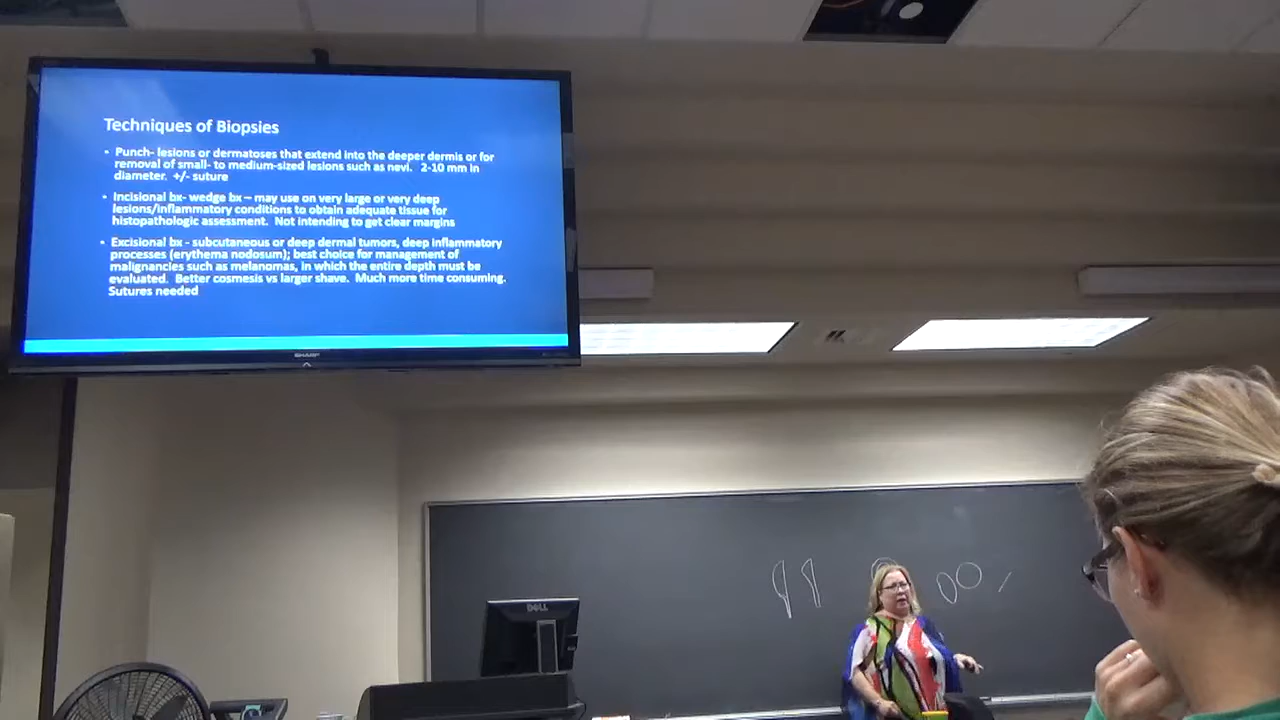 Techniques of Biopsies
• Punch- lesions or dermatoses that extend into the deeper dermis or for
removal of small- to medium-sized lesions such as nevi.  2-10 mm in
diameter.  +/- suture
• Incisional bx- wedge bx – may use on very large or very deep
lesions/inflammatory conditions to obtain adequate tissue for
histopathologic assessment.  Not intending to get clear margins
• Excisional bx - subcutaneous or deep dermal tumors, deep inflammatory
processes (erythema nodosum); best choice for management of
malignancies such as melanomas, in which the entire depth must be
evaluated.  Better cosmesis vs larger shave.  Much more time consuming.
Sutures needed
SHARP
DELL